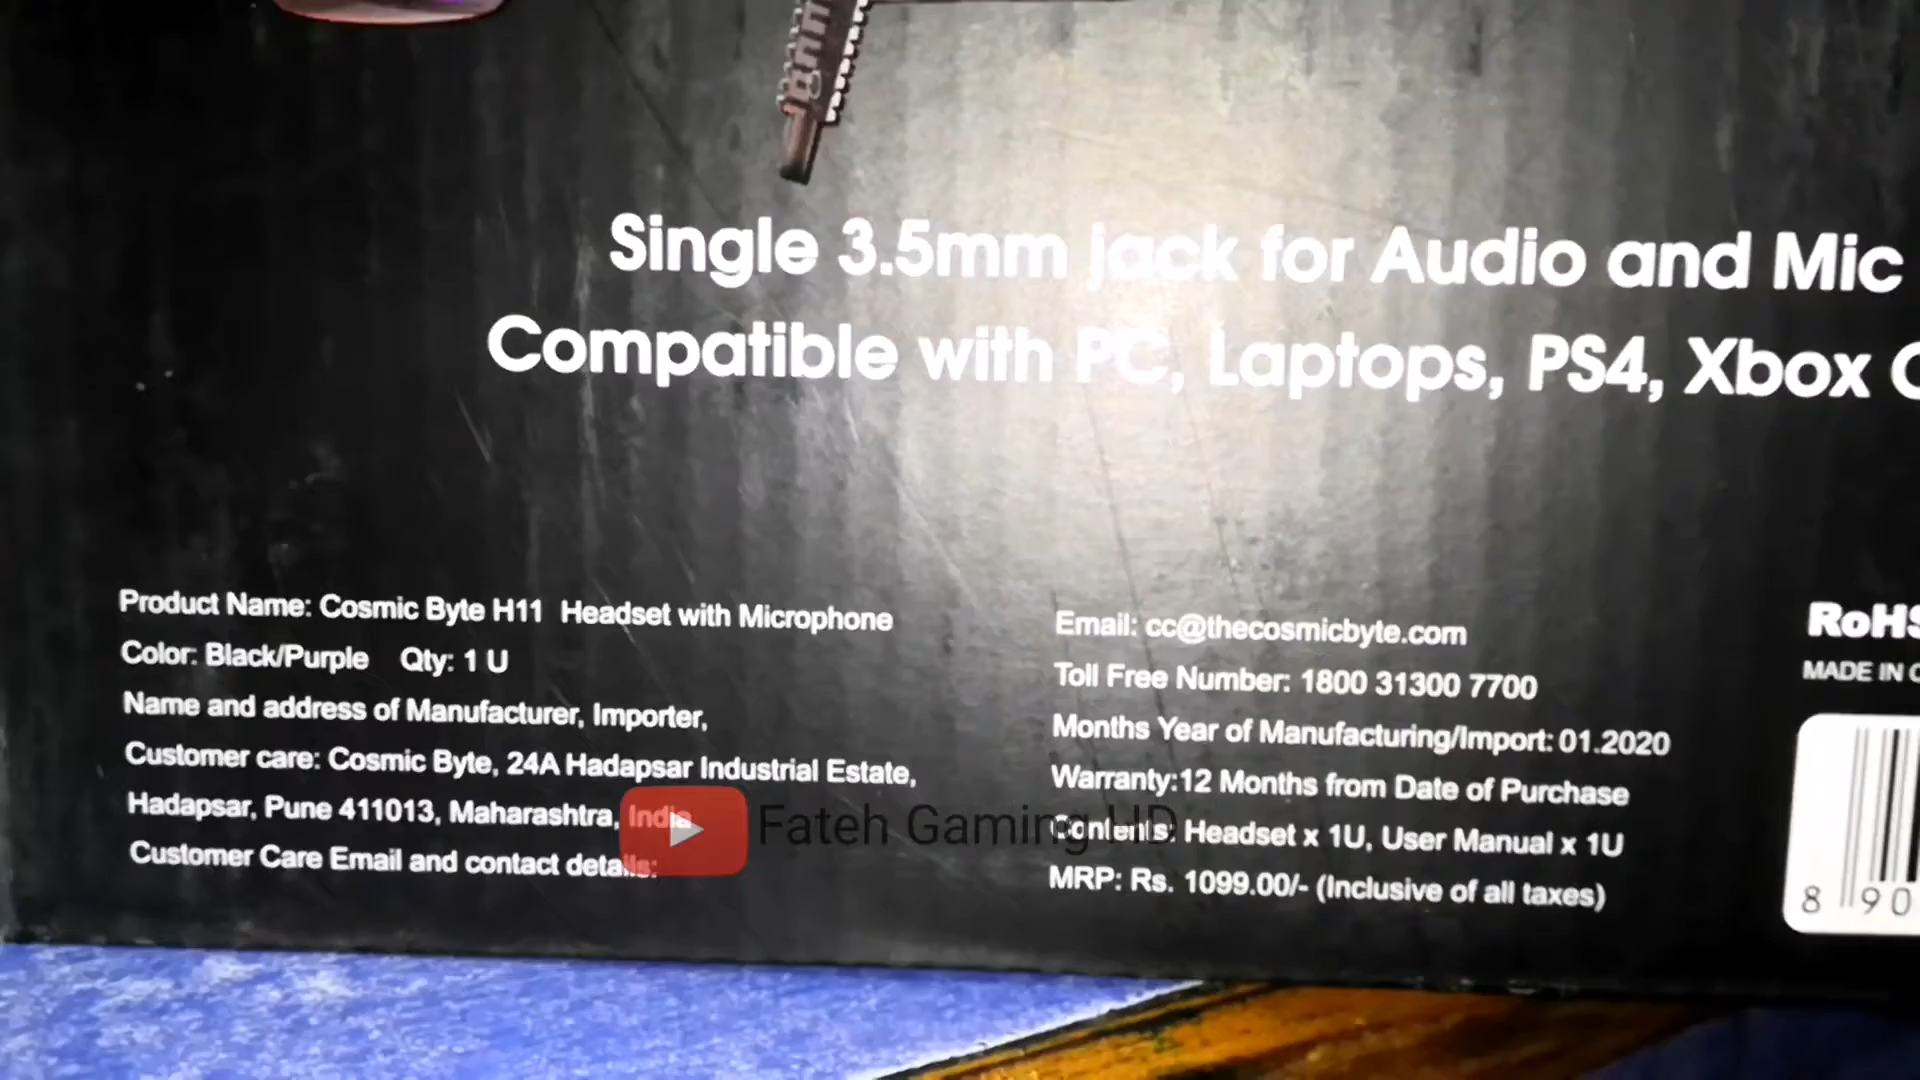 Single 3.5mm jack for Audio and Mic
Compatible with PC, Laptops, PS4, Xbox
Product Name: Cosmic Byte H11 Headset with Microphone
Color: Black/Purple Qty: 1 U
Name and address of Manufacturer, Importer,
Customer care: Cosmic Byte, 24A Hadapsar Industrial Estate,
Hadapsar, Pune 411013, Maharashtra, India
Customer Care Email and contact details:
Email: cc@thecosmicbyte.com
Toll Free Number: 1800 31300 7700
Months Year of Manufacturing/Import: 01.2020
Warranty:12 Months from Date of Purchase
Contents: Headset x 1U, User Manual x 1U
MRP: Rs. 1099.00/- (Inclusive of all taxes)
RoHS
MADE IN
8 90
Fateh Gaming HD